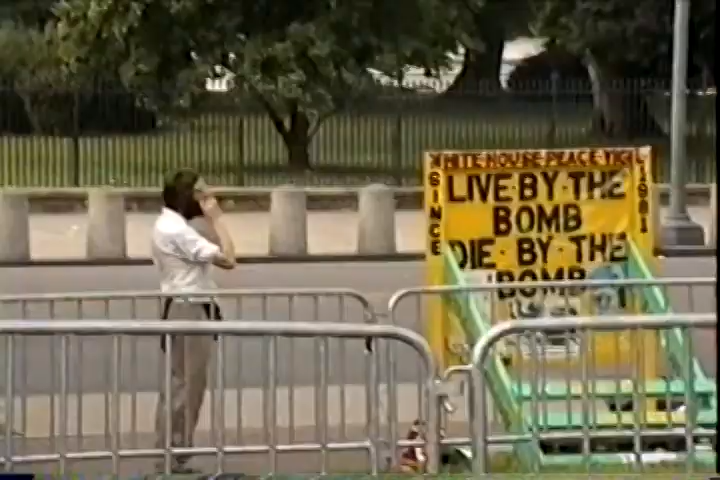 WHITE HOUSE PEACE VIGIL
SINCE
1981
LIVE·BY·THE
BOMB
DIE·BY·THE
BOMB